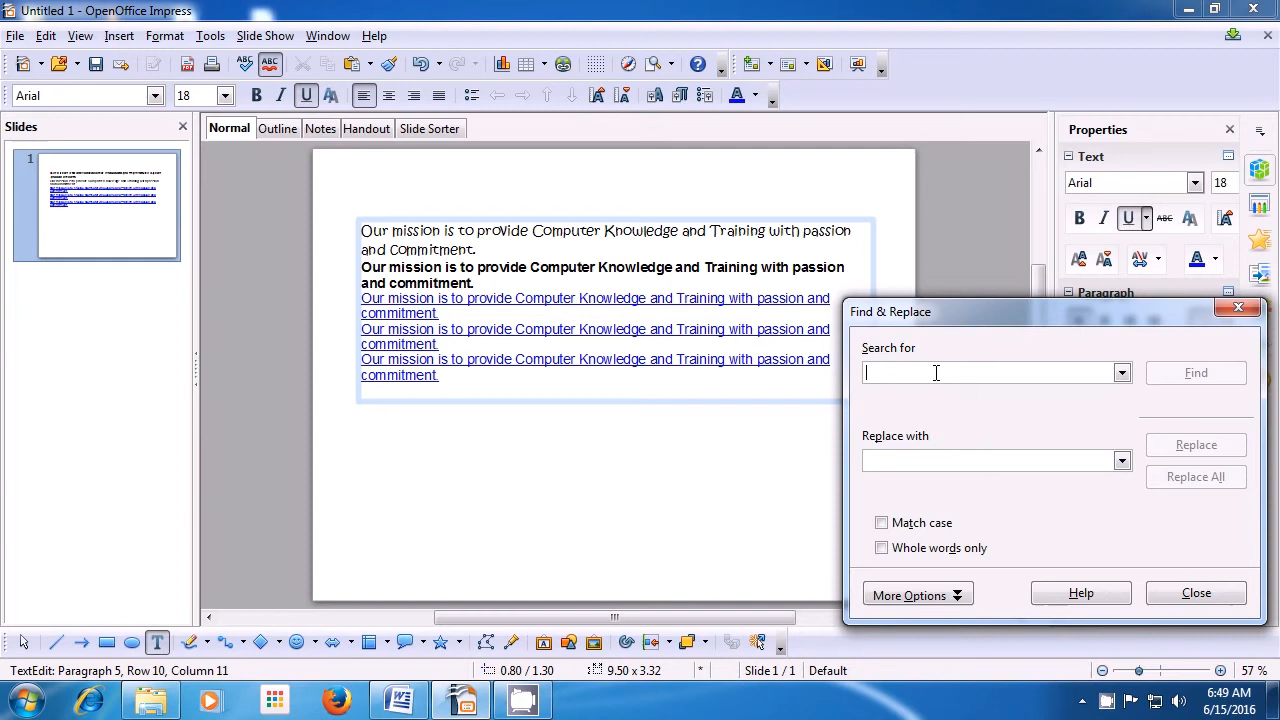 Untitled 1 - OpenOffice Impress
File Edit View Insert Format Tools Slide Show Window Help
Arial 18
Slides
Normal Outline Notes Handout Slide Sorter
Properties
Text
Arial 18
Paragraph
1
Our mission is to provide Computer Knowledge and Training with passion
and Commitment.
Our mission is to provide Computer Knowledge and Training with passion
and commitment.
Our mission is to provide Computer Knowledge and Training with passion and
commitment.
Our mission is to provide Computer Knowledge and Training with passion and
commitment.
Our mission is to provide Computer Knowledge and Training with passion and
commitment.
Find & Replace
Search for
Find
Replace with
Replace
Replace All
Match case
Whole words only
More Options Help Close
TextEdit: Paragraph 5, Row 10, Column 11 0.80 / 1.30 9.50 x 3.32 * Slide 1 / 1 Default 57 %
6:49 AM
6/15/2016